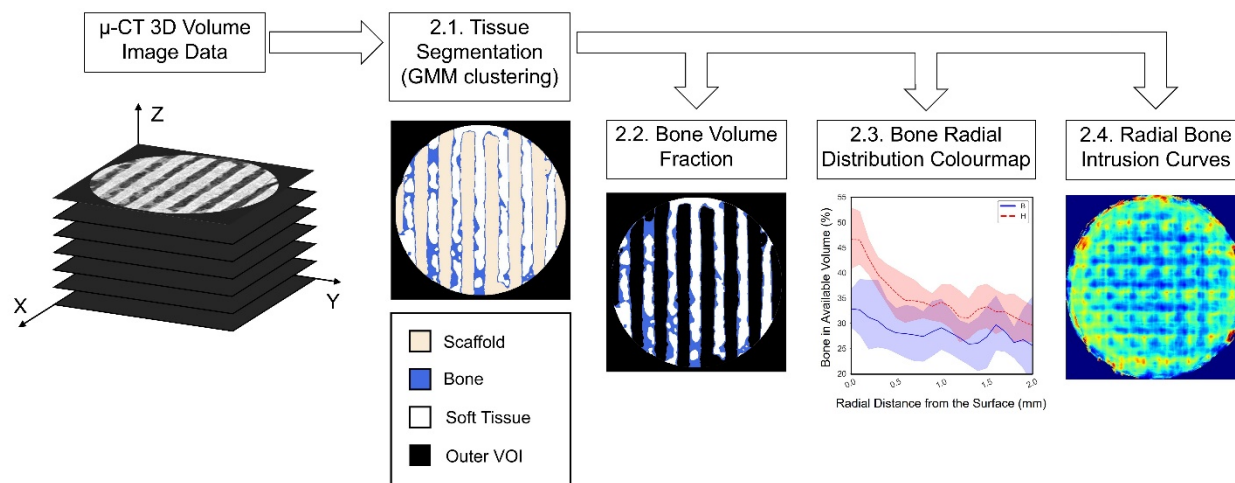 µ-CT 3D Volume
Image Data
2.1. Tissue
Segmentation
(GMM clustering)
2.2. Bone Volume
Fraction
2.3. Bone Radial
Distribution Colourmap
2.4. Radial Bone
Intrusion Curves
Z
X
Y
Scaffold
Bone
Soft Tissue
Outer VOI
Bone in Available Volume (%)
55
50
45
40
35
30
25
20
R
H
0.0
0.5
1.0
1.5
2.0
Radial Distance from the Surface (mm)